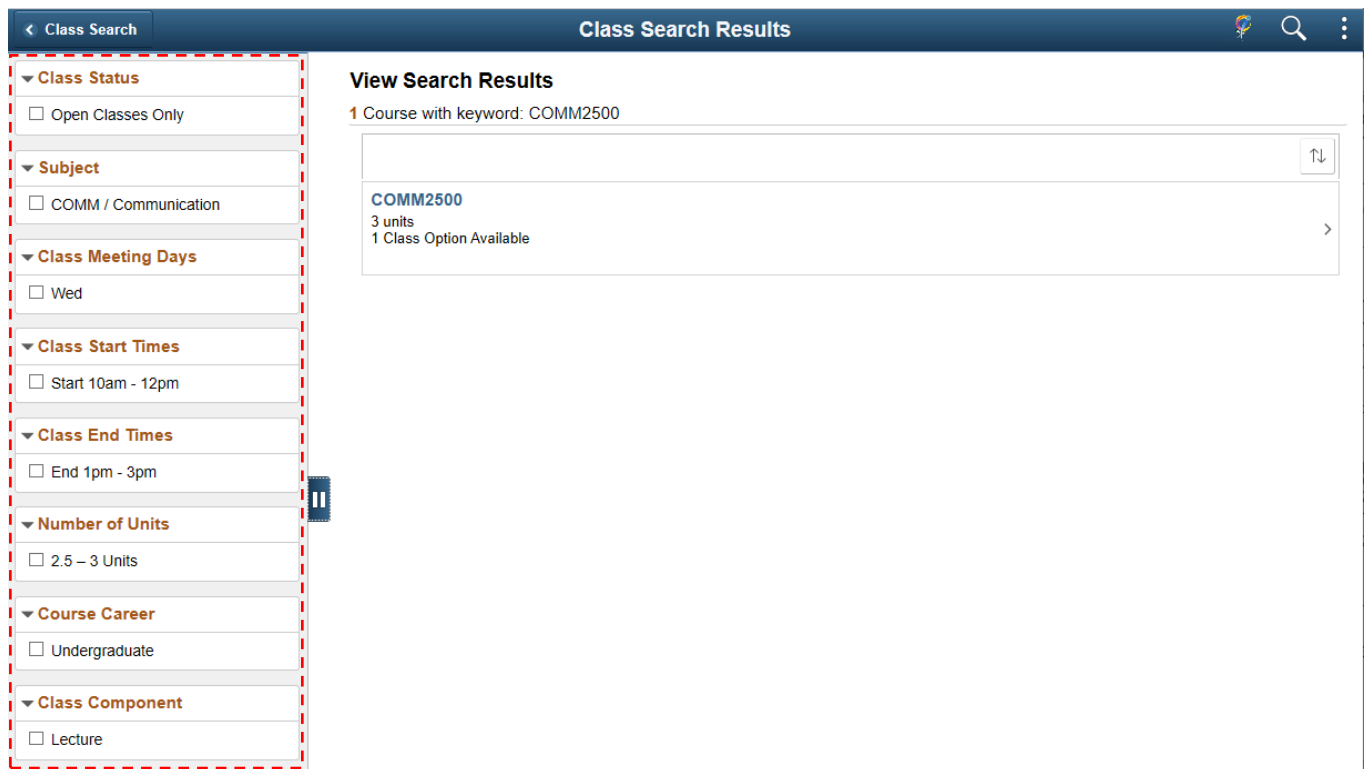 Class Search
Class Search Results
Class Status
Open Classes Only
Subject
COMM / Communication
Class Meeting Days
Wed
Class Start Times
Start 10am - 12pm
Class End Times
End 1pm - 3pm
Number of Units
2.5 – 3 Units
Course Career
Undergraduate
Class Component
Lecture
View Search Results
1 Course with keyword: COMM2500
COMM2500
3 units
1 Class Option Available